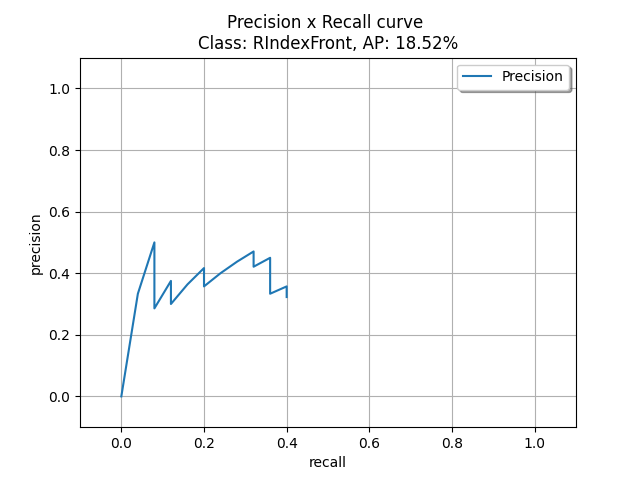 Precision x Recall curve
Class: RIndexFront, AP: 18.52%
Precision
1.0
0.8
0.6
0.4
0.2
0.0
precision
0.0 0.2 0.4 0.6 0.8 1.0
recall